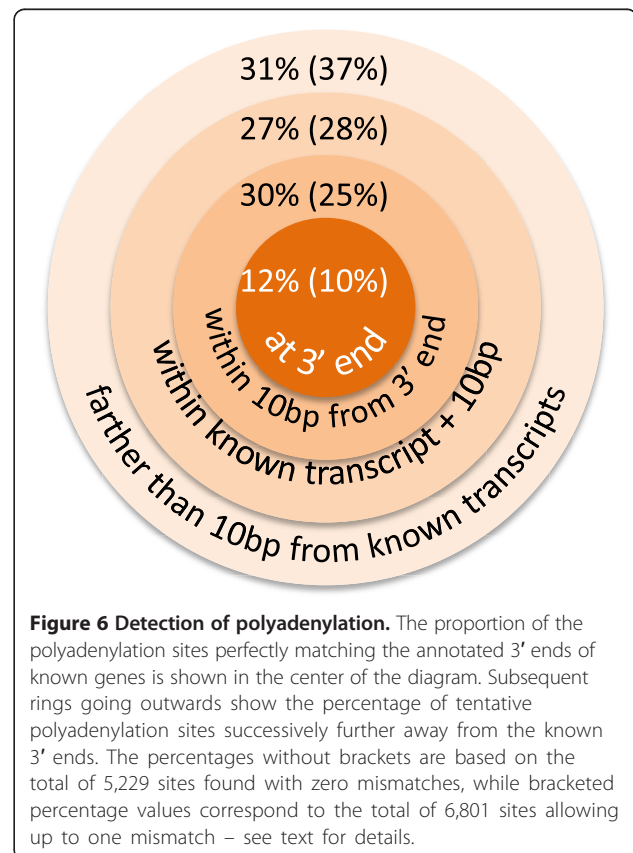 31% (37%)
27% (28%)
30% (25%)
12% (10%)
at 3’ end
within 10bp from 3’ end
within known transcript + 10bp
farther than 10bp from known transcripts
Figure 6 Detection of polyadenylation. The proportion of the
polyadenylation sites perfectly matching the annotated 3′ ends of
known genes is shown in the center of the diagram. Subsequent
rings going outwards show the percentage of tentative
polyadenylation sites successively further away from the known
3′ ends. The percentages without brackets are based on the
total of 5,229 sites found with zero mismatches, while bracketed
percentage values correspond to the total of 6,801 sites allowing
up to one mismatch – see text for details.